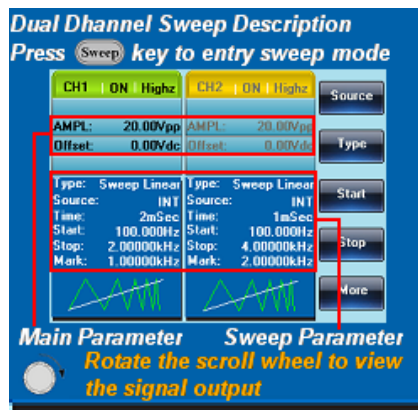 Dual Dhannel Sweep Description
Press Sweep key to entry sweep mode
CH1 ON Highz CH2 ON Highz Source
AMPL: 20.00Vpp AMPL: 20.00Vpp
Offset: 0.00Vdc Offset: 0.00Vdc Type
Type: Sweep Linear Type: Sweep Linear
Source: INT Source: INT Start
Time: 2mSec Time: 1mSec
Start: 100.000Hz Start: 100.000Hz
Stop: 2.00000kHz Stop: 4.00000kHz Stop
Mark: 1.00000kHz Mark: 2.00000kHz
More
Main Parameter Sweep Parameter
Rotate the scroll wheel to view
the signal output